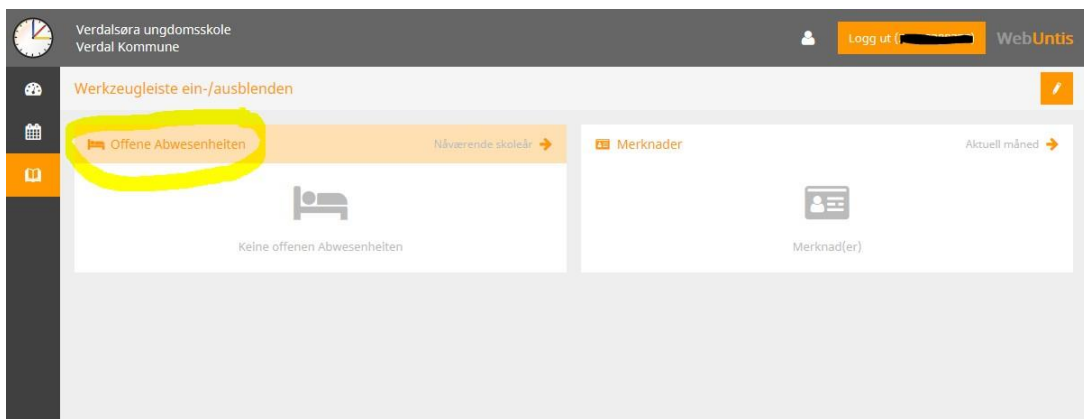 Verdalsøra ungdomsskole
Verdal Kommune
Logg ut (
WebUntis
Werkzeugleiste ein-/ausblenden
Offene Abwesenheiten
Nåværende skoleår
Merknader
Aktuell måned
Keine offenen Abwesenheiten
Merknad(er)